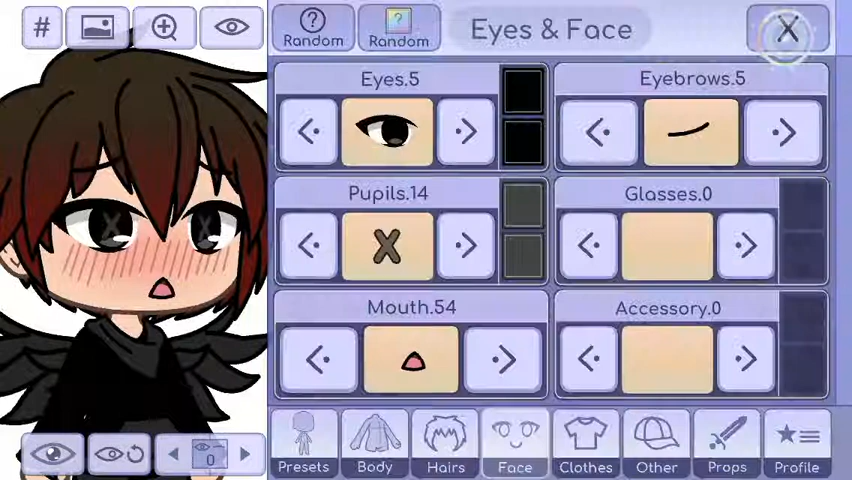 #
?
Random
?
Random
Eyes & Face
X
Eyes.5
Eyebrows.5
Pupils.14
Glasses.0
Mouth.54
Accessory.0
0
Presets
Body
Hairs
Face
Clothes
Other
Props
Profile